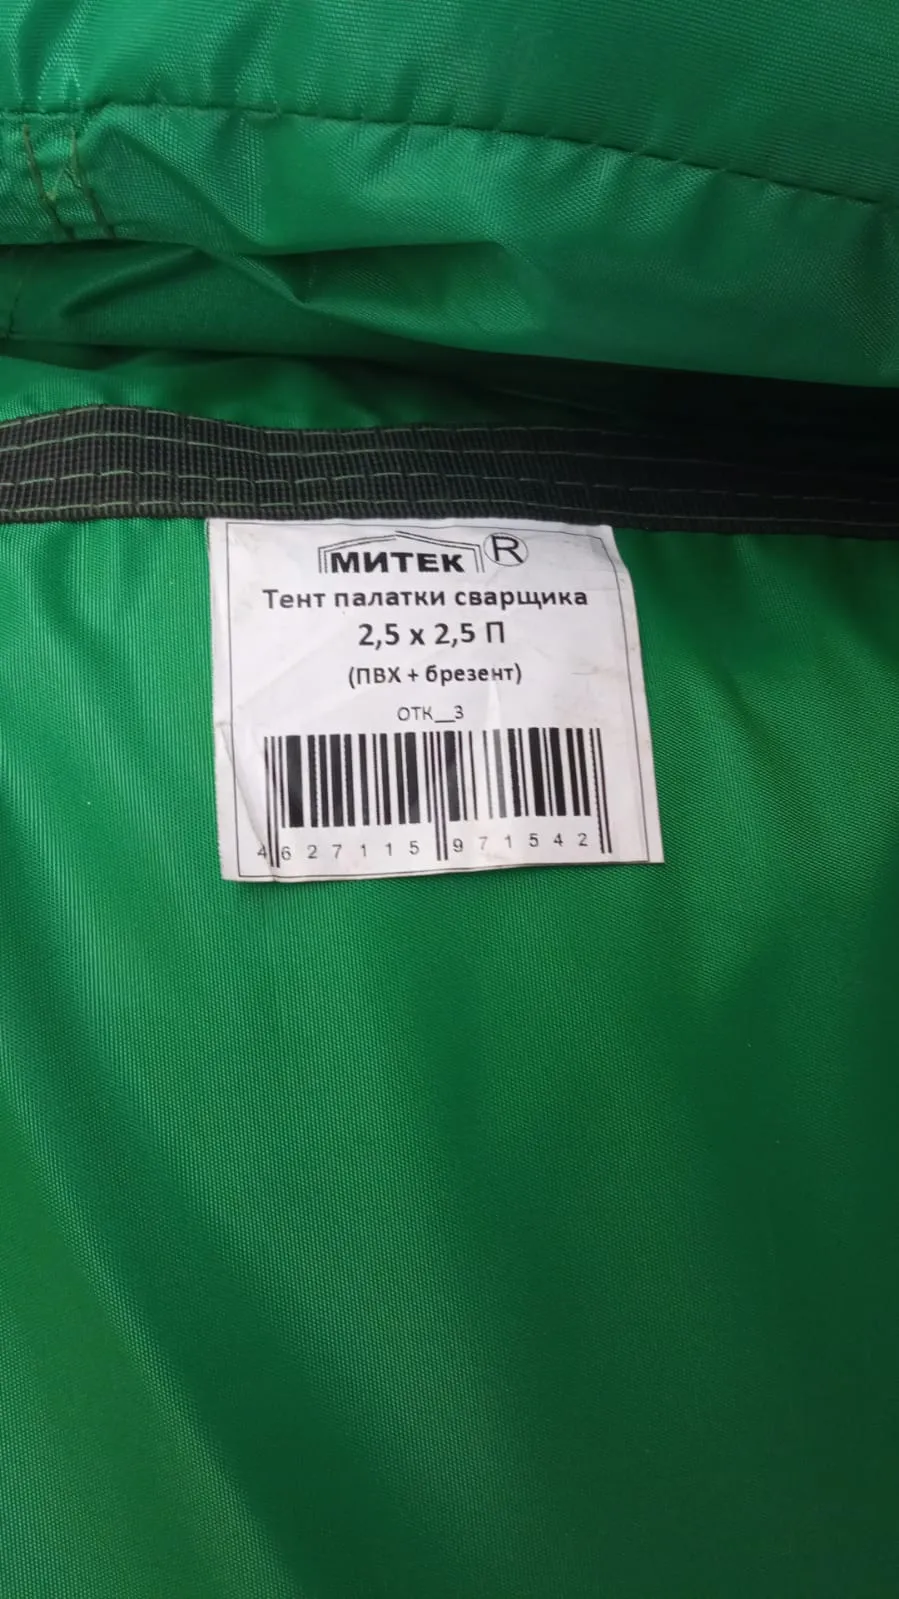 МИТЕК ®
Тент палатки сварщика
2,5 х 2,5 П
(ПВХ + брезент)
ОТК__3
4 627115 971542